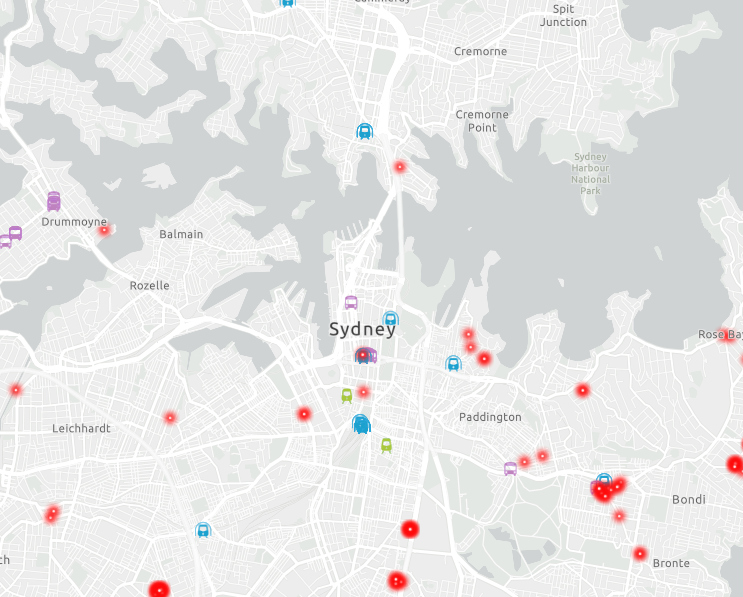 Cammeray
Spit
Junction
Cremorne
Cremorne
Point
Sydney
Harbour
National
Park
Drummoyne
Balmain
Rozelle
Sydney
Rose Bay
Paddington
Leichhardt
Bondi
Bronte